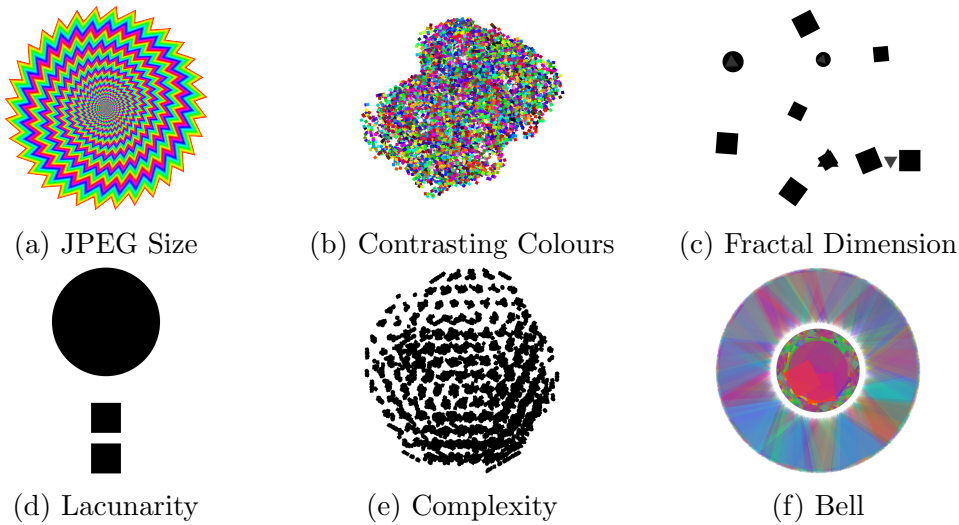 (a) JPEG Size
(b) Contrasting Colours
(c) Fractal Dimension
(d) Lacunarity
(e) Complexity
(f) Bell